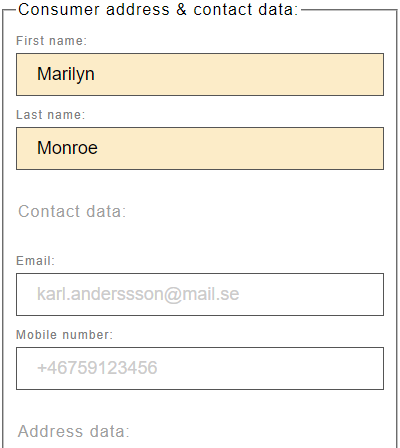 Consumer address & contact data:
First name:
Marilyn
Last name:
Monroe
Contact data:
Email:
karl.anderssson@mail.se
Mobile number:
+46759123456
Address data: